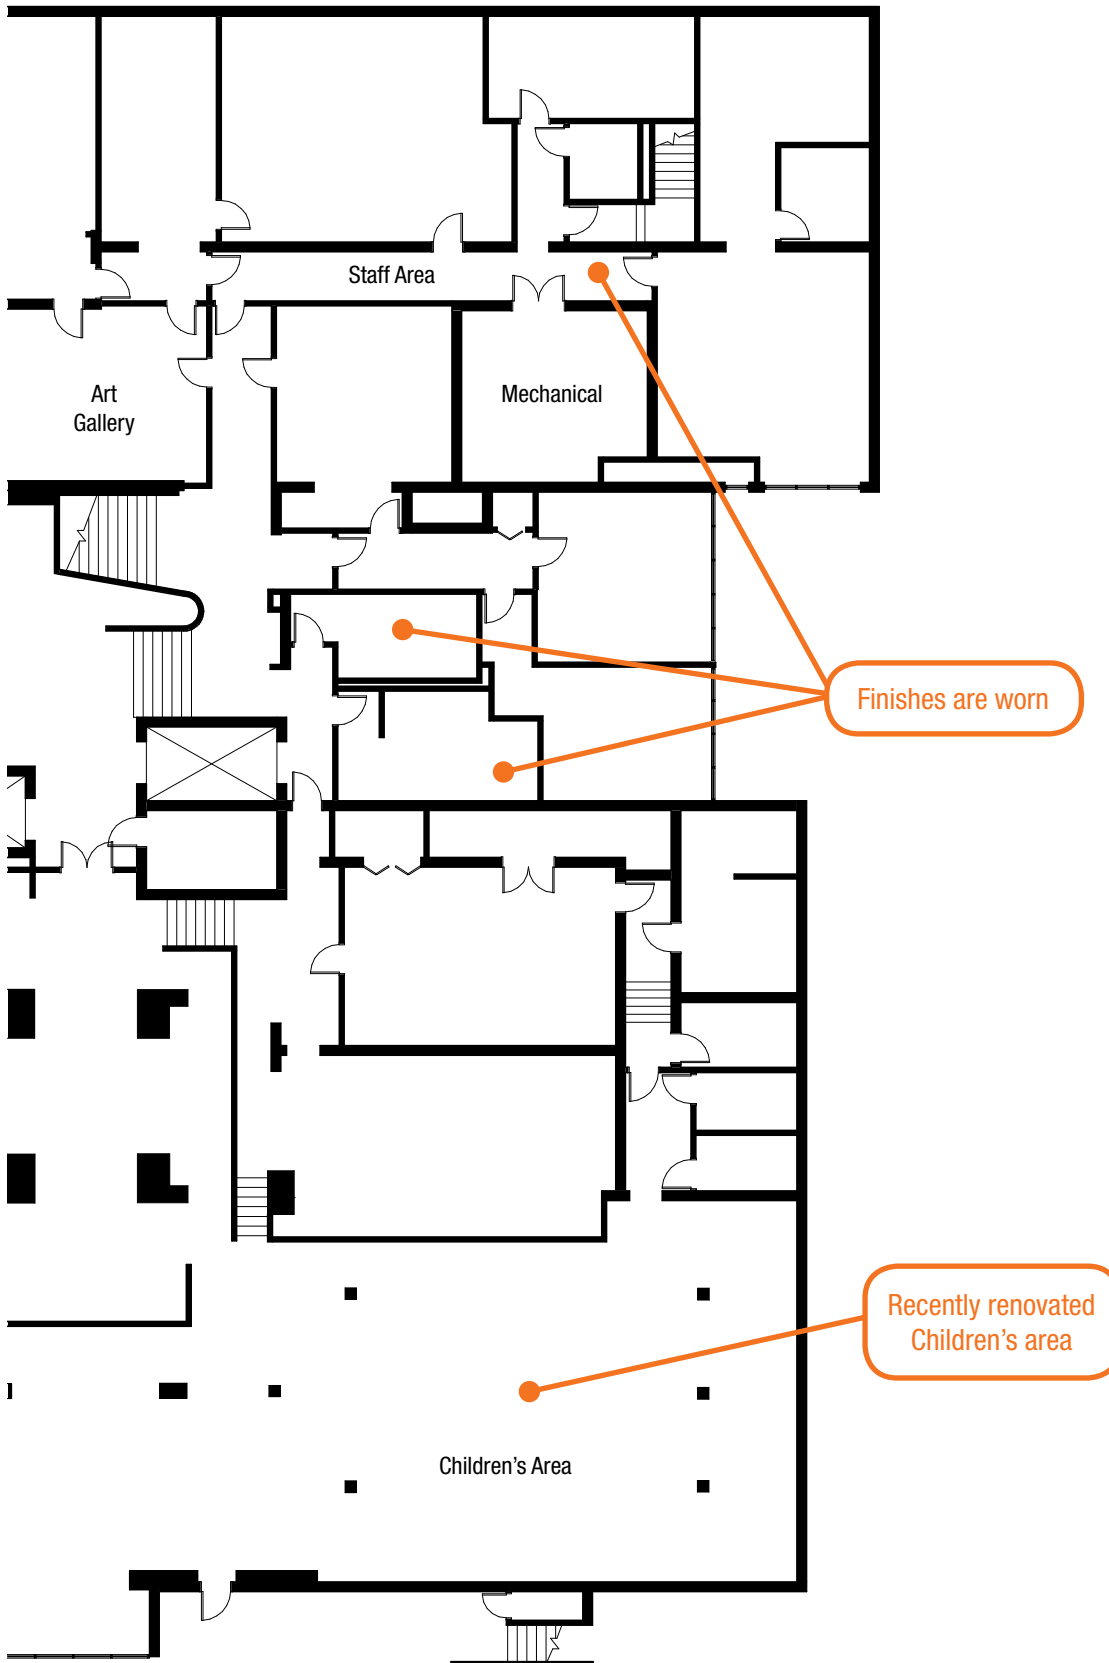 Staff Area
Art
Gallery
Mechanical
Finishes are worn
Recently renovated
Children’s area
Children's Area